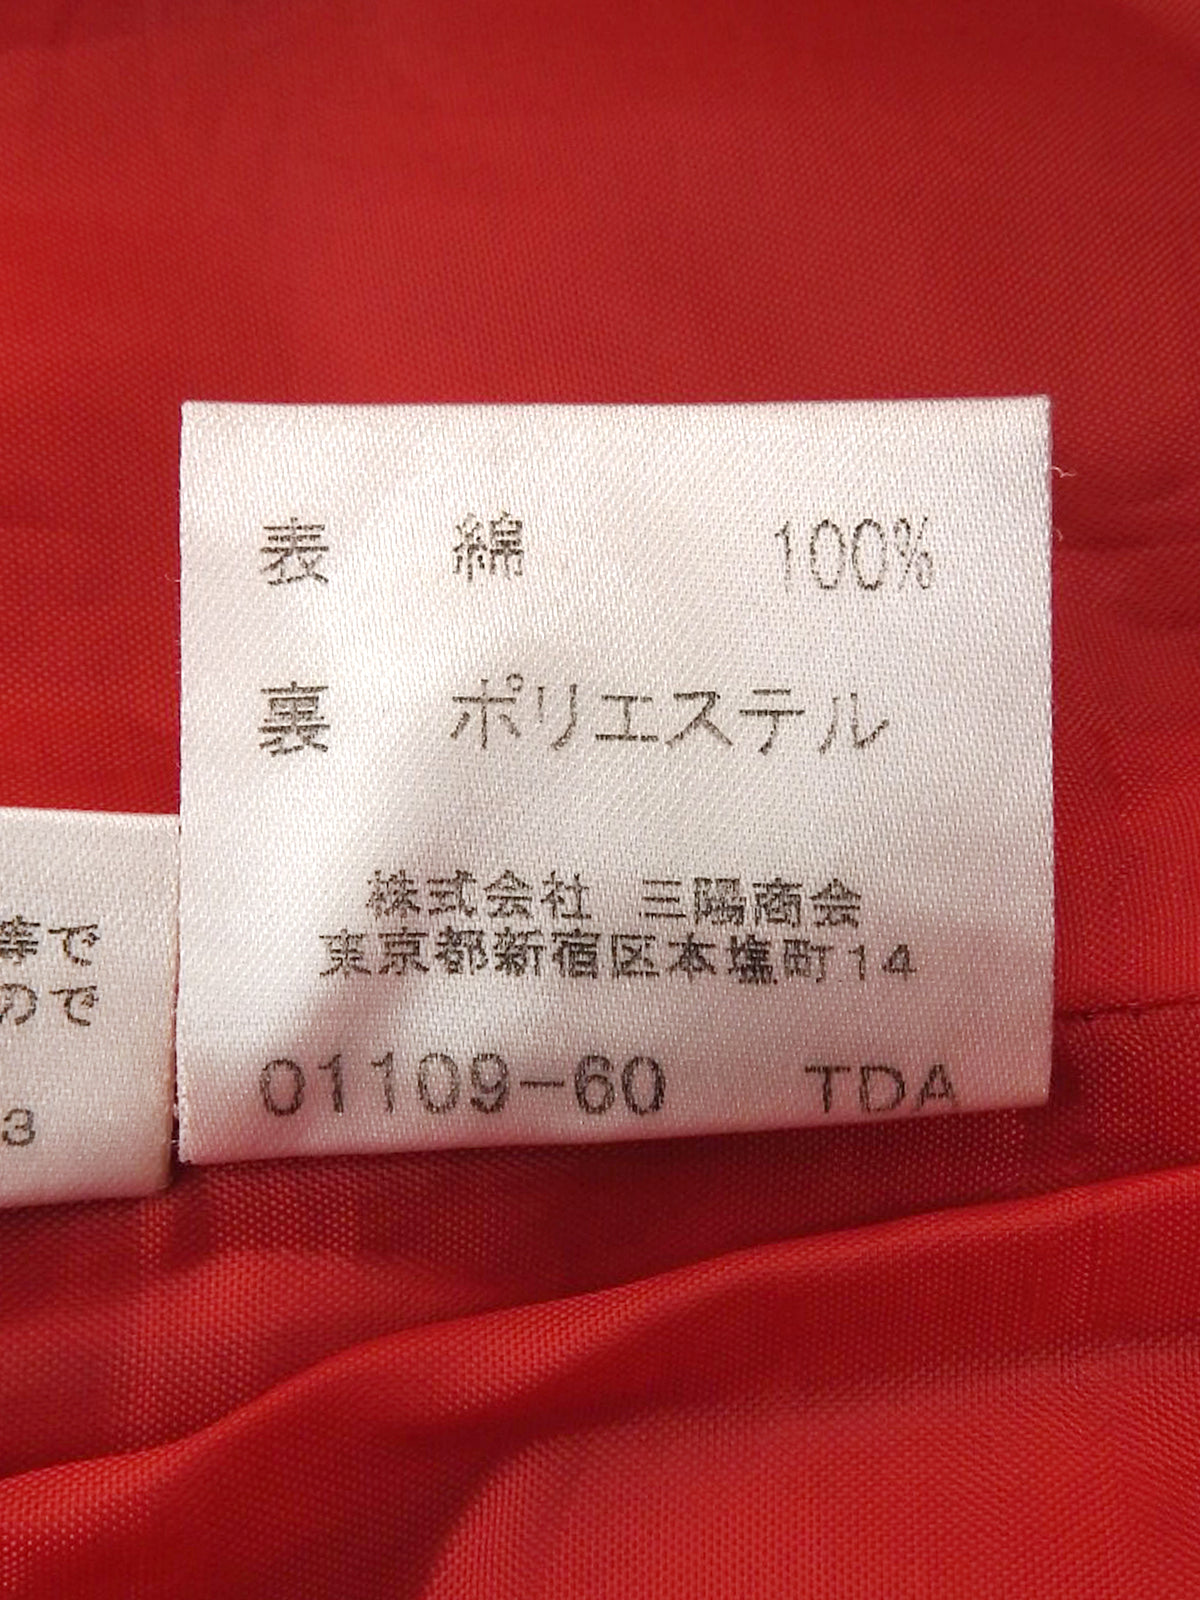 表 綿 100%
裏 ポリエステル
株式会社 三陽商会
東京都新宿区本塩町14
01109-60 TDA
等で
ので
3